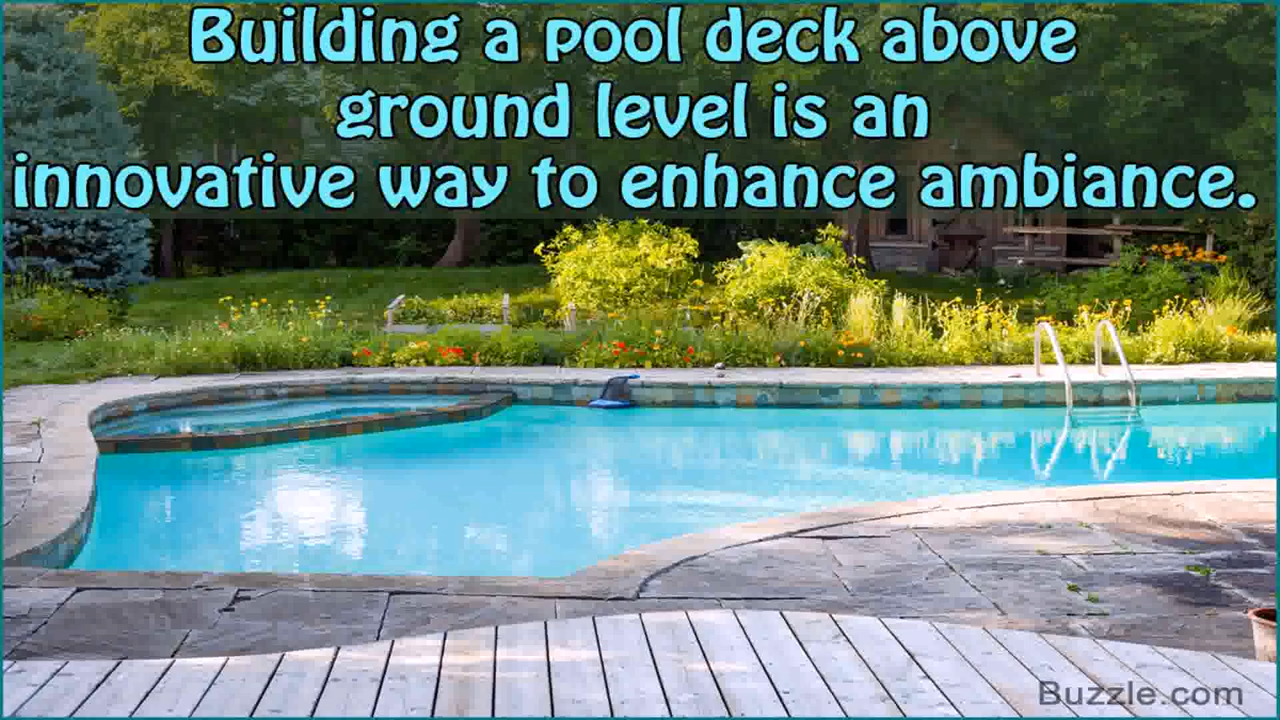 Building a pool deck above
ground level is an
innovative way to enhance ambiance.
Buzzle.com